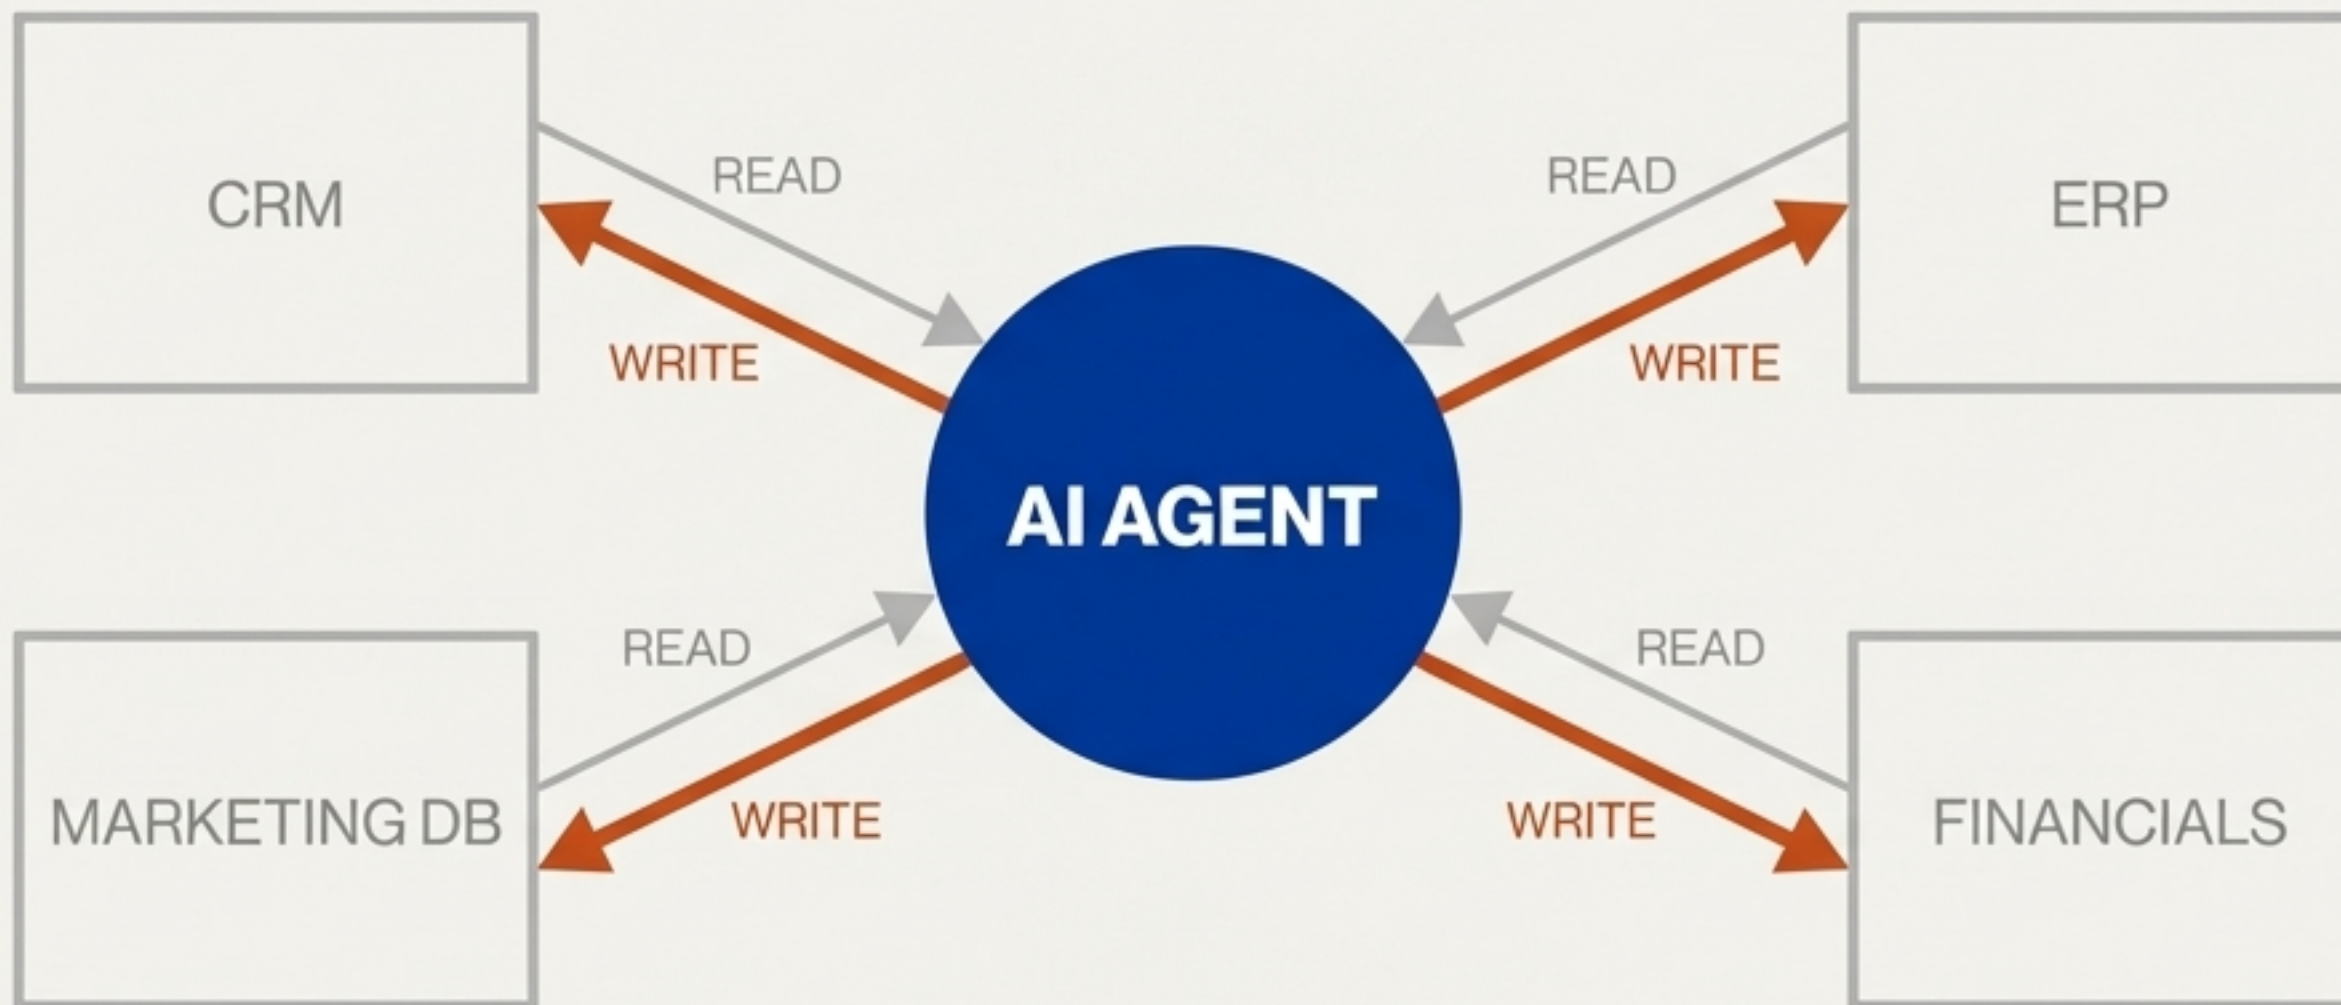 CRM
READ
WRITE
READ
WRITE
ERP
AI AGENT
MARKETING DB
READ
WRITE
READ
WRITE
FINANCIALS